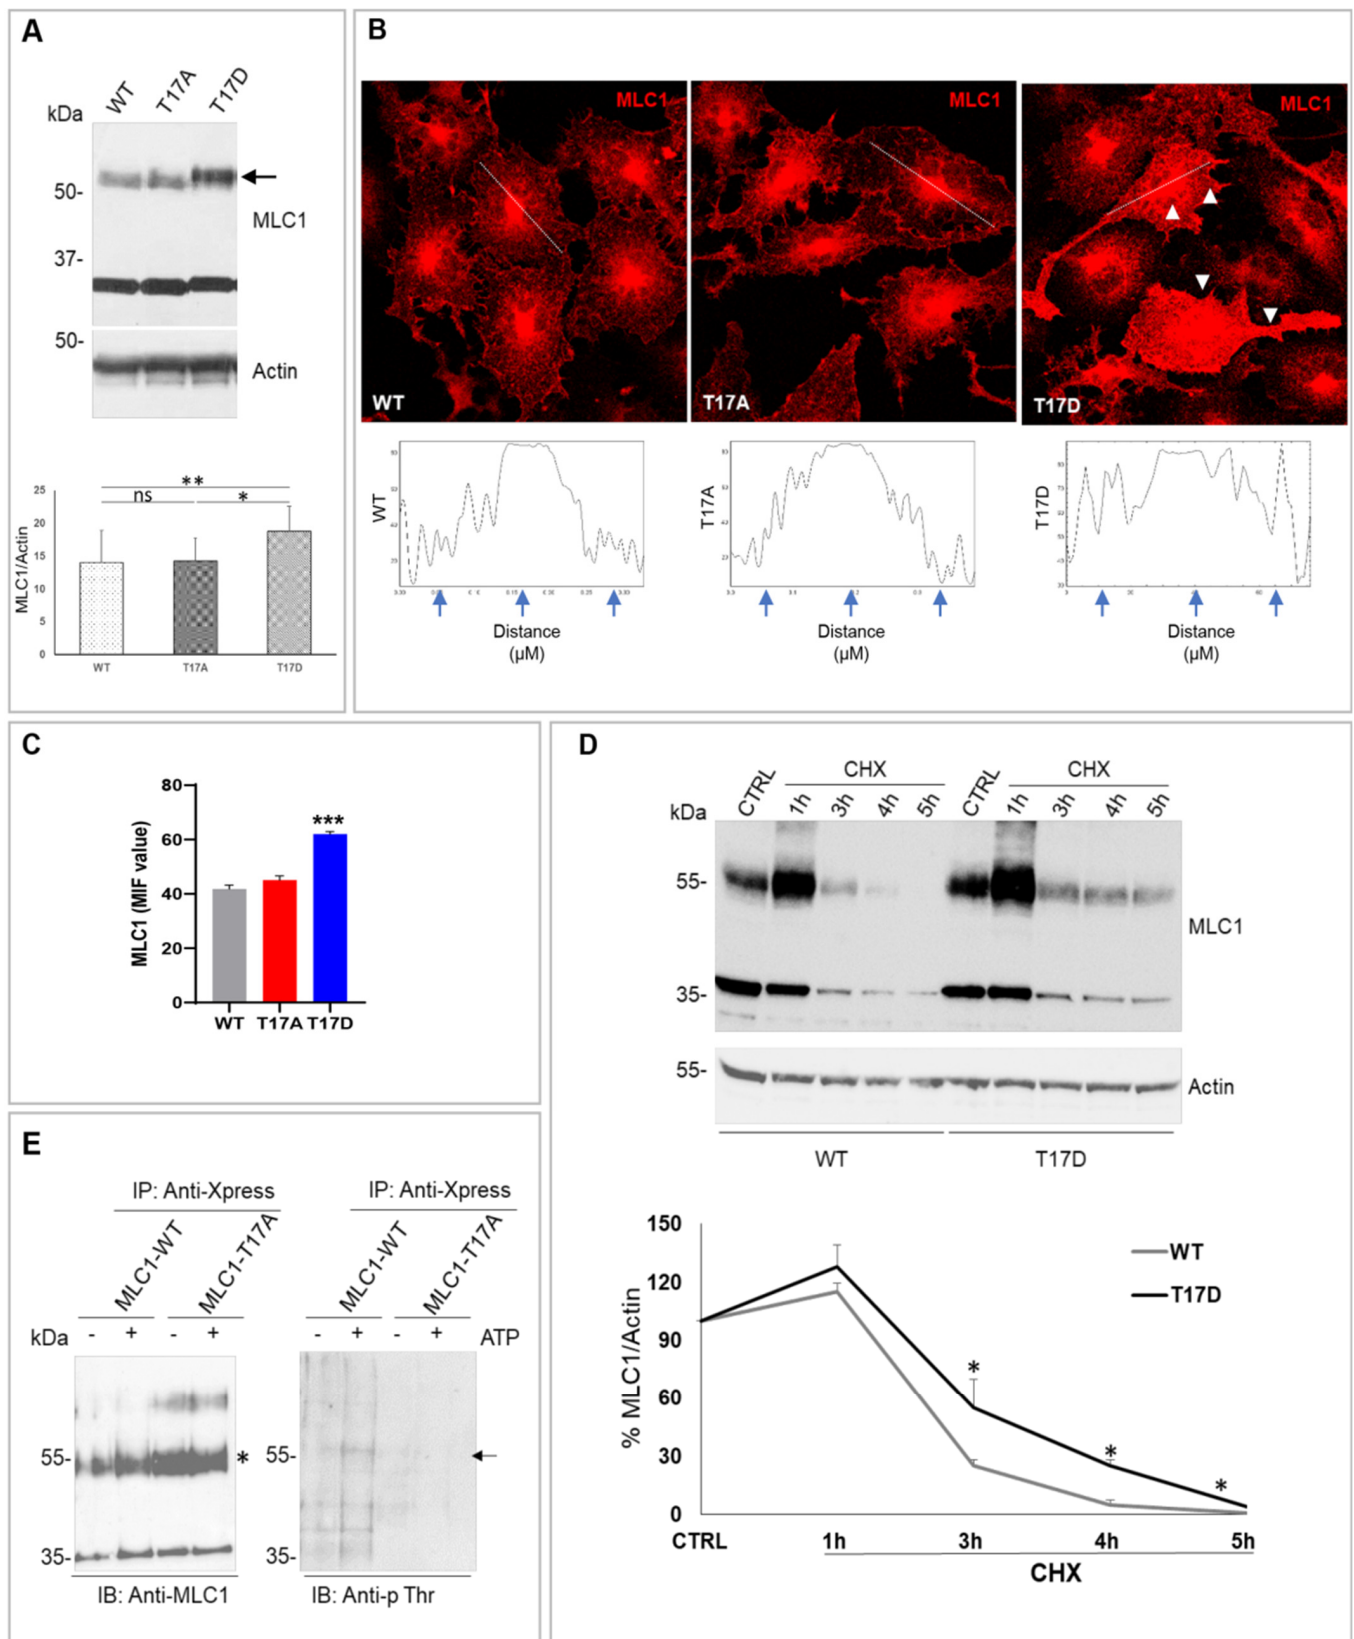 A
WT
T17A
T17D
kDa
50-
MLC1
37-
50-
Actin
**
ns
*
25
20
15
10
5
0
MLC1/Actin
WT
T17A
T17D
B
MLC1
MLC1
MLC1
WT
T17A
T17D
WT
T17A
T17D
Distance
(µM)
Distance
(µM)
Distance
(µM)
C
80
60
40
20
0
***
MLC1 (MIF value)
WT T17A T17D
D
CTRL
CHX
CTRL
CHX
kDa
1h
3h
4h
5h
1h
3h
4h
5h
55-
MLC1
35-
55-
Actin
WT
T17D
150
120
90
60
30
0
WT
T17D
*
*
*
% MLC1/Actin
CTRL
1h
3h
4h
5h
CHX
E
IP: Anti-Xpress
IP: Anti-Xpress
MLC1-WT
MLC1-T17A
MLC1-WT
MLC1-T17A
kDa
- + - +
- + - +
ATP
55-
*
55-
35-
35-
IB: Anti-MLC1
IB: Anti-p Thr